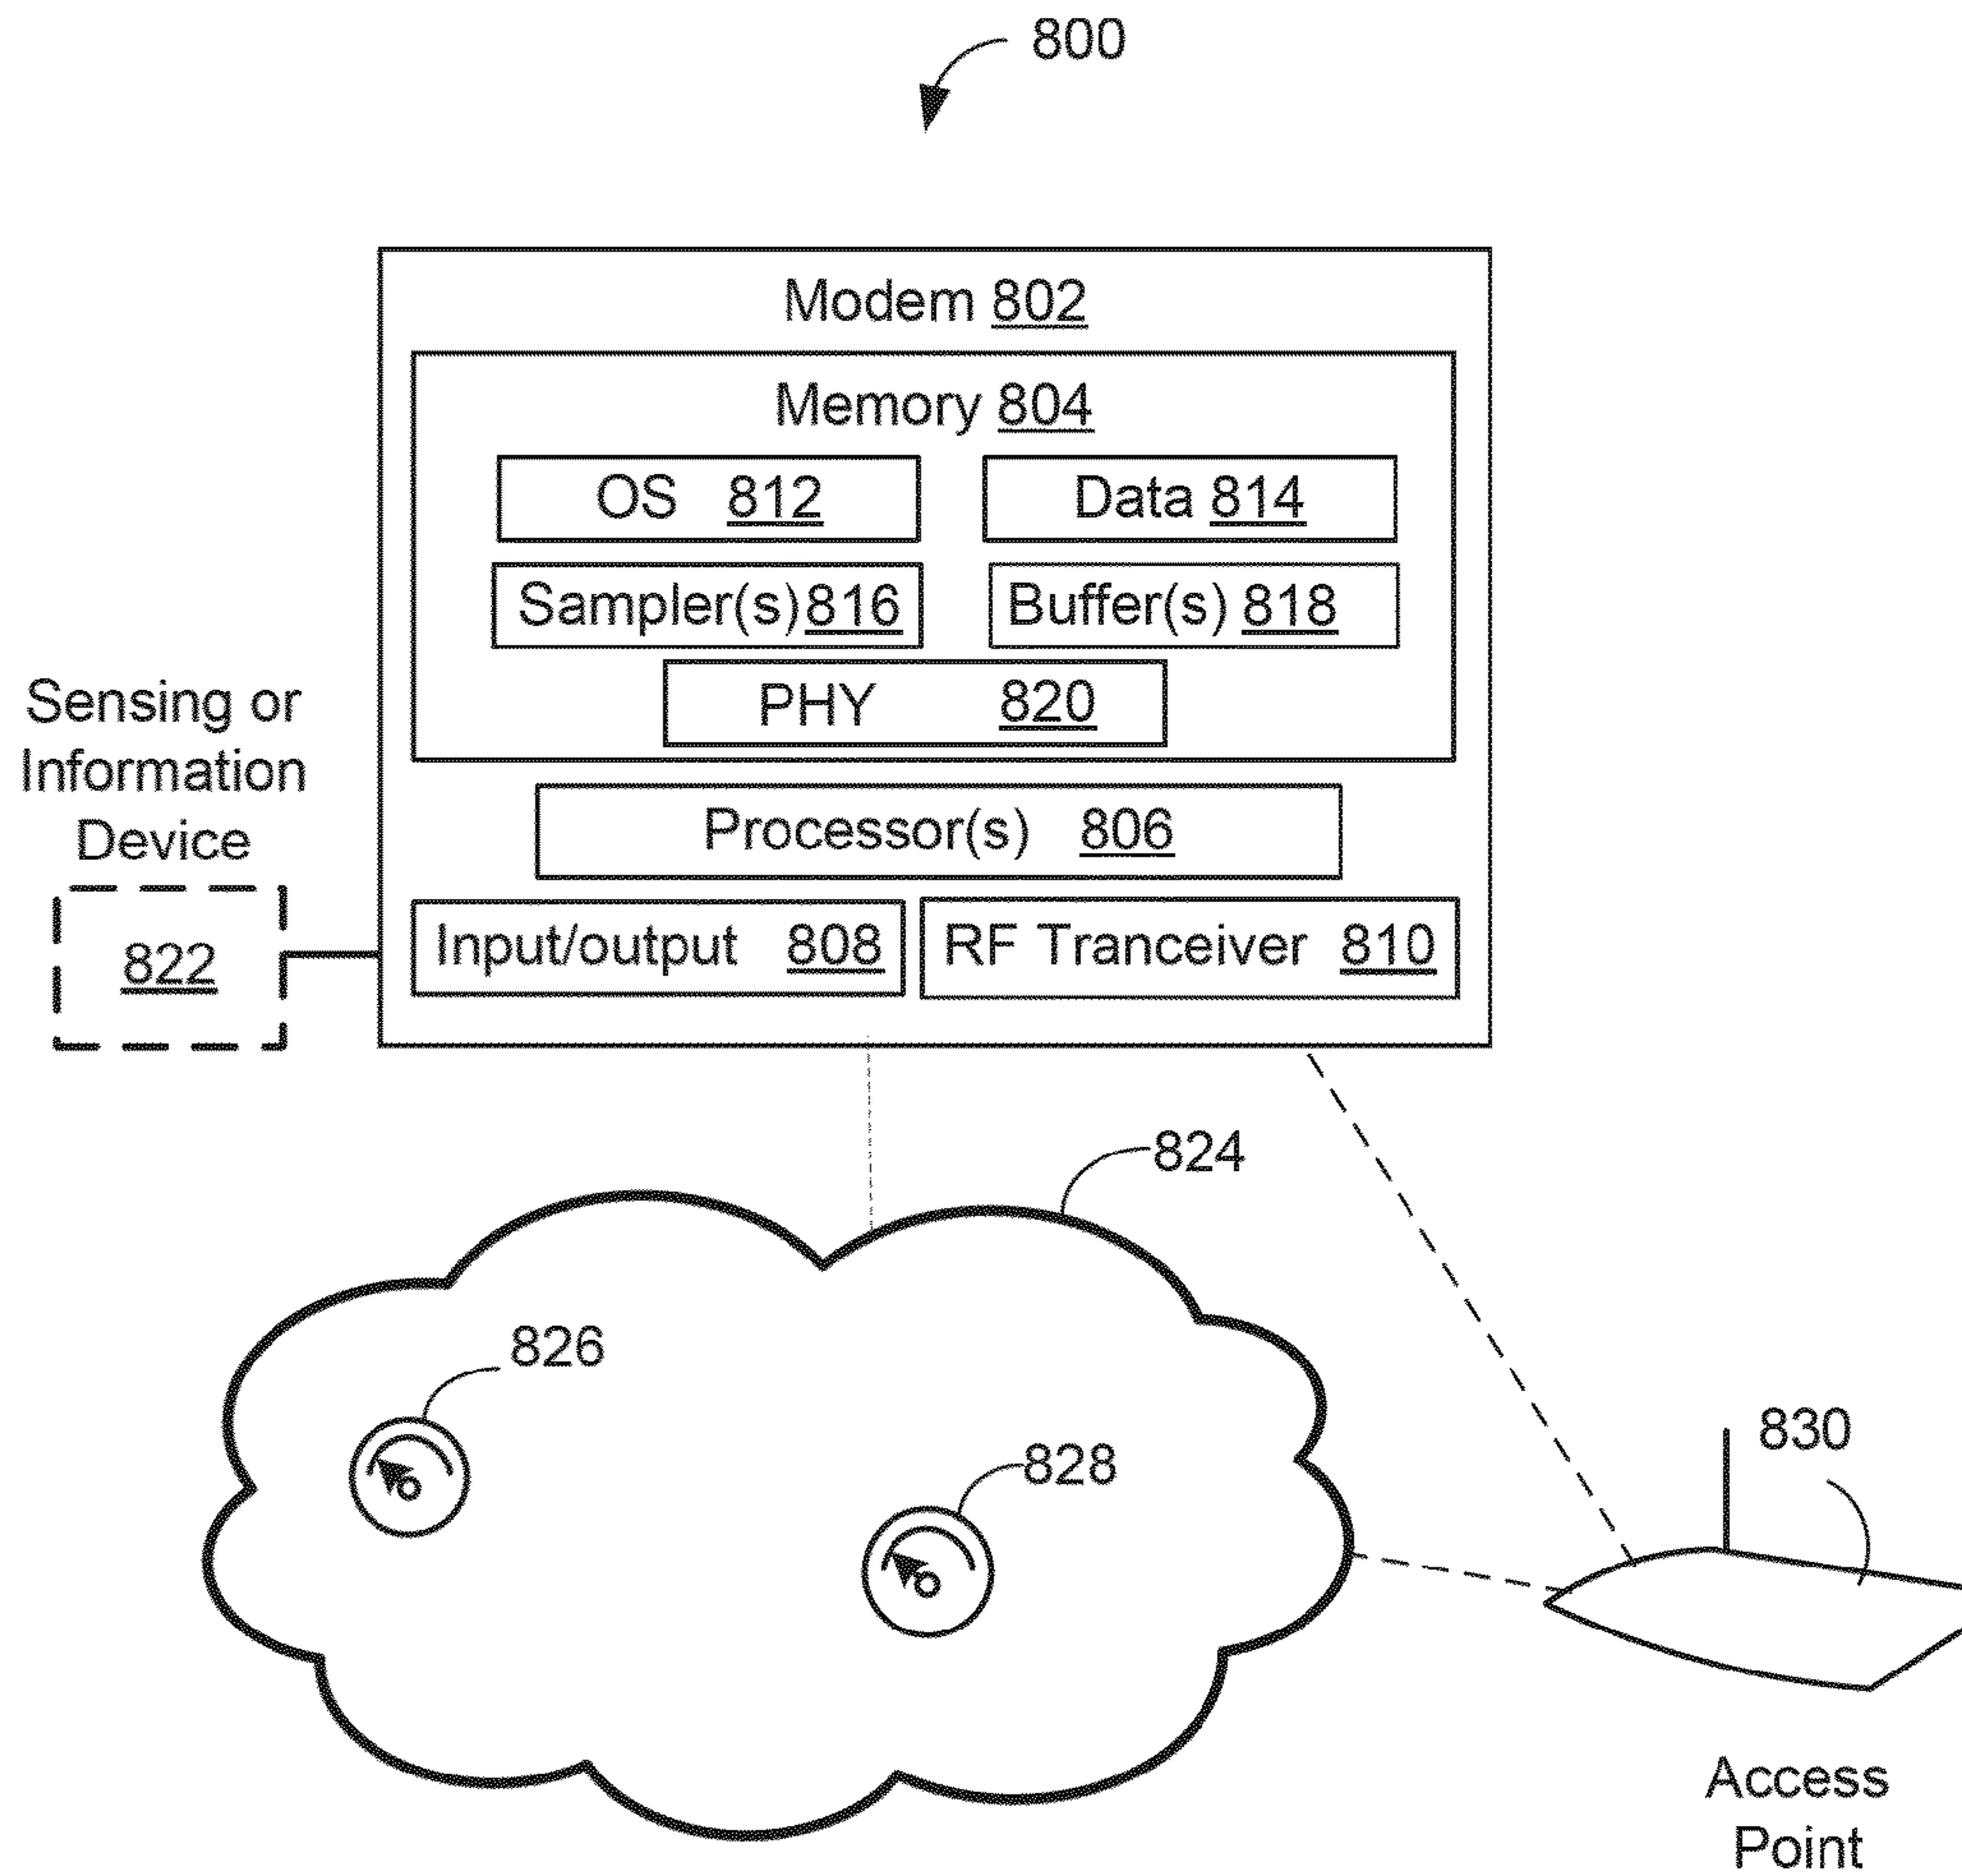 800
Modem 802
Memory 804
OS 812
Data 814
Sampler(s) 816
Buffer(s) 818
PHY 820
Processor(s) 806
Input/output 808
RF Tranceiver 810
Sensing or
Information
Device
822
824
826
828
830
Access
Point